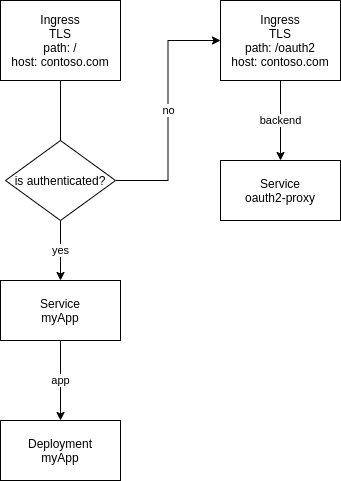 Ingress
TLS
path: /
host: contoso.com
Ingress
TLS
path: /oauth2
host: contoso.com
no
backend
is authenticated?
Service
oauth2-proxy
yes
Service
myApp
app
Deployment
myApp